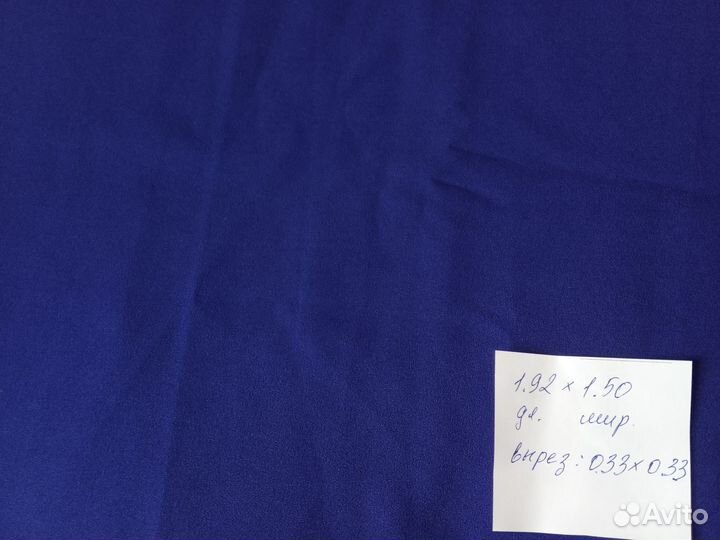 1.92 × 1.50
дл. шир.
вырез: 0.33 × 0.33
Avito